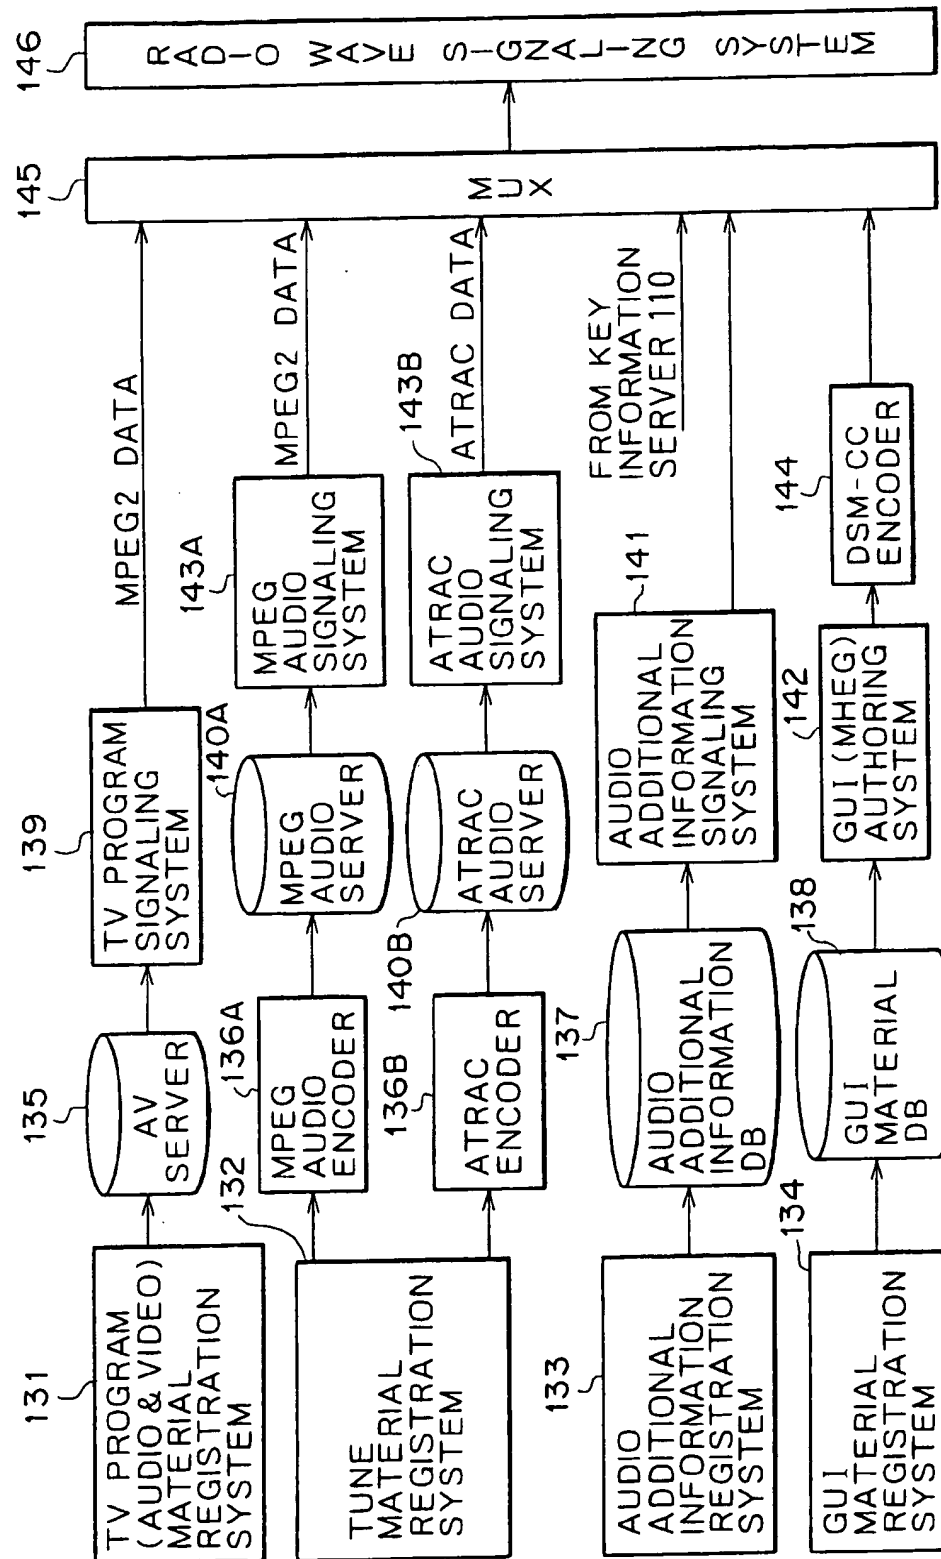 131
TV PROGRAM
(AUDIO & VIDEO)
MATERIAL
REGISTRATION
SYSTEM
135
AV
SERVER
139
TV PROGRAM
SIGNALING
SYSTEM
MPEG2 DATA
132
TUNE
MATERIAL
REGISTRATION
SYSTEM
136A
MPEG
AUDIO
ENCODER
140A
MPEG
AUDIO
SERVER
143A
MPEG
AUDIO
SIGNALING
SYSTEM
MPEG2 DATA
136B
ATRAC
ENCODER
140B
ATRAC
AUDIO
SERVER
143B
ATRAC
AUDIO
SIGNALING
SYSTEM
ATRAC DATA
133
AUDIO
ADDITIONAL
INFORMATION
REGISTRATION
SYSTEM
137
AUDIO
ADDITIONAL
INFORMATION
DB
141
AUDIO
ADDITIONAL
INFORMATION
SIGNALING
SYSTEM
FROM KEY
INFORMATION
SERVER 110
134
GUI
MATERIAL
REGISTRATION
SYSTEM
138
GUI
MATERIAL
DB
142
GUI (MHEG)
AUTHORING
SYSTEM
144
DSM-CC
ENCODER
145
MUX
146
RADIO WAVE SIGNALING SYSTEM